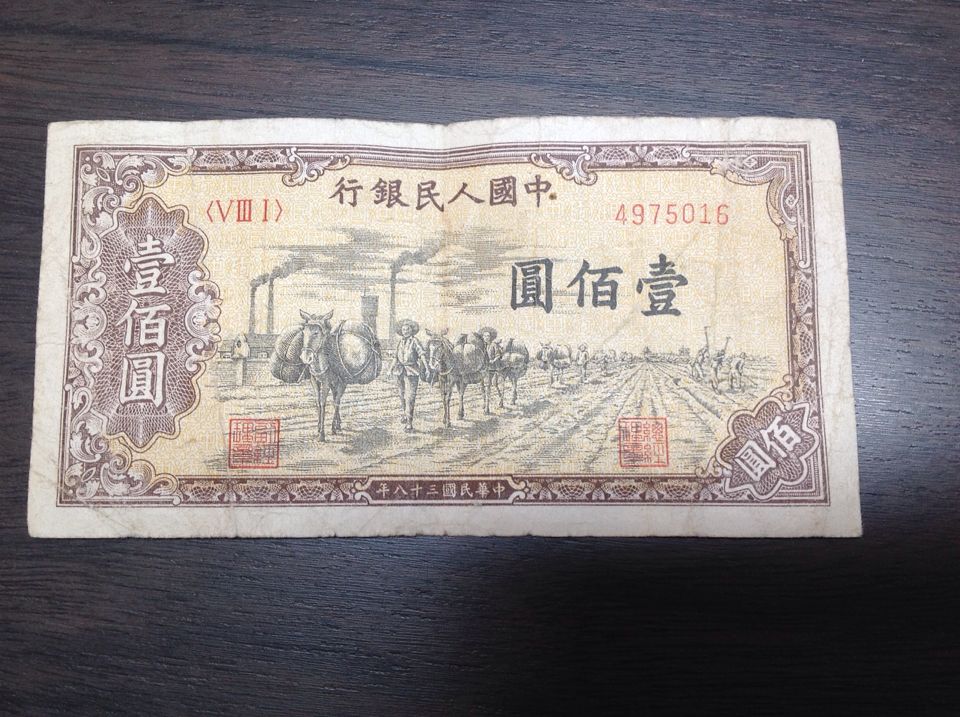 中國人民銀行
〈VIII I〉
4975016
壹佰圓
壹佰圓
佰圓
中華民國三十八年